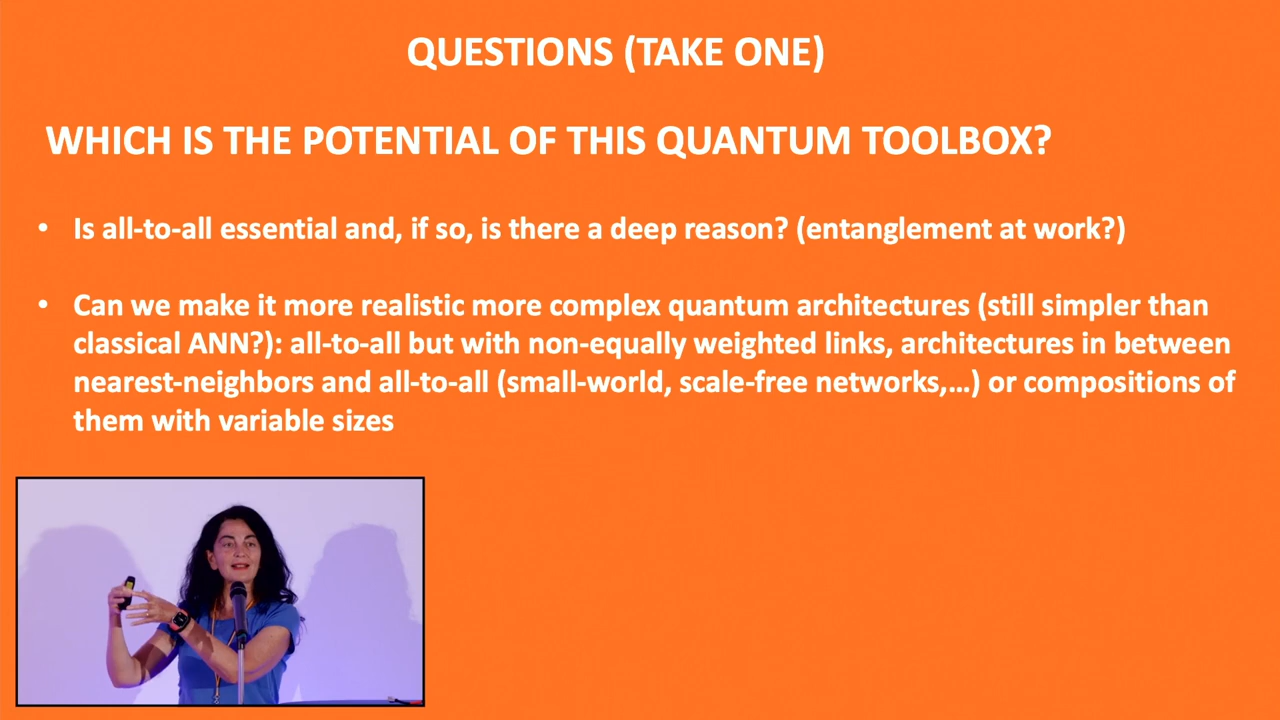 QUESTIONS (TAKE ONE)
WHICH IS THE POTENTIAL OF THIS QUANTUM TOOLBOX?
• Is all-to-all essential and, if so, is there a deep reason? (entanglement at work?)
• Can we make it more realistic more complex quantum architectures (still simpler than
classical ANN?): all-to-all but with non-equally weighted links, architectures in between
nearest-neighbors and all-to-all (small-world, scale-free networks,...) or compositions of
them with variable sizes